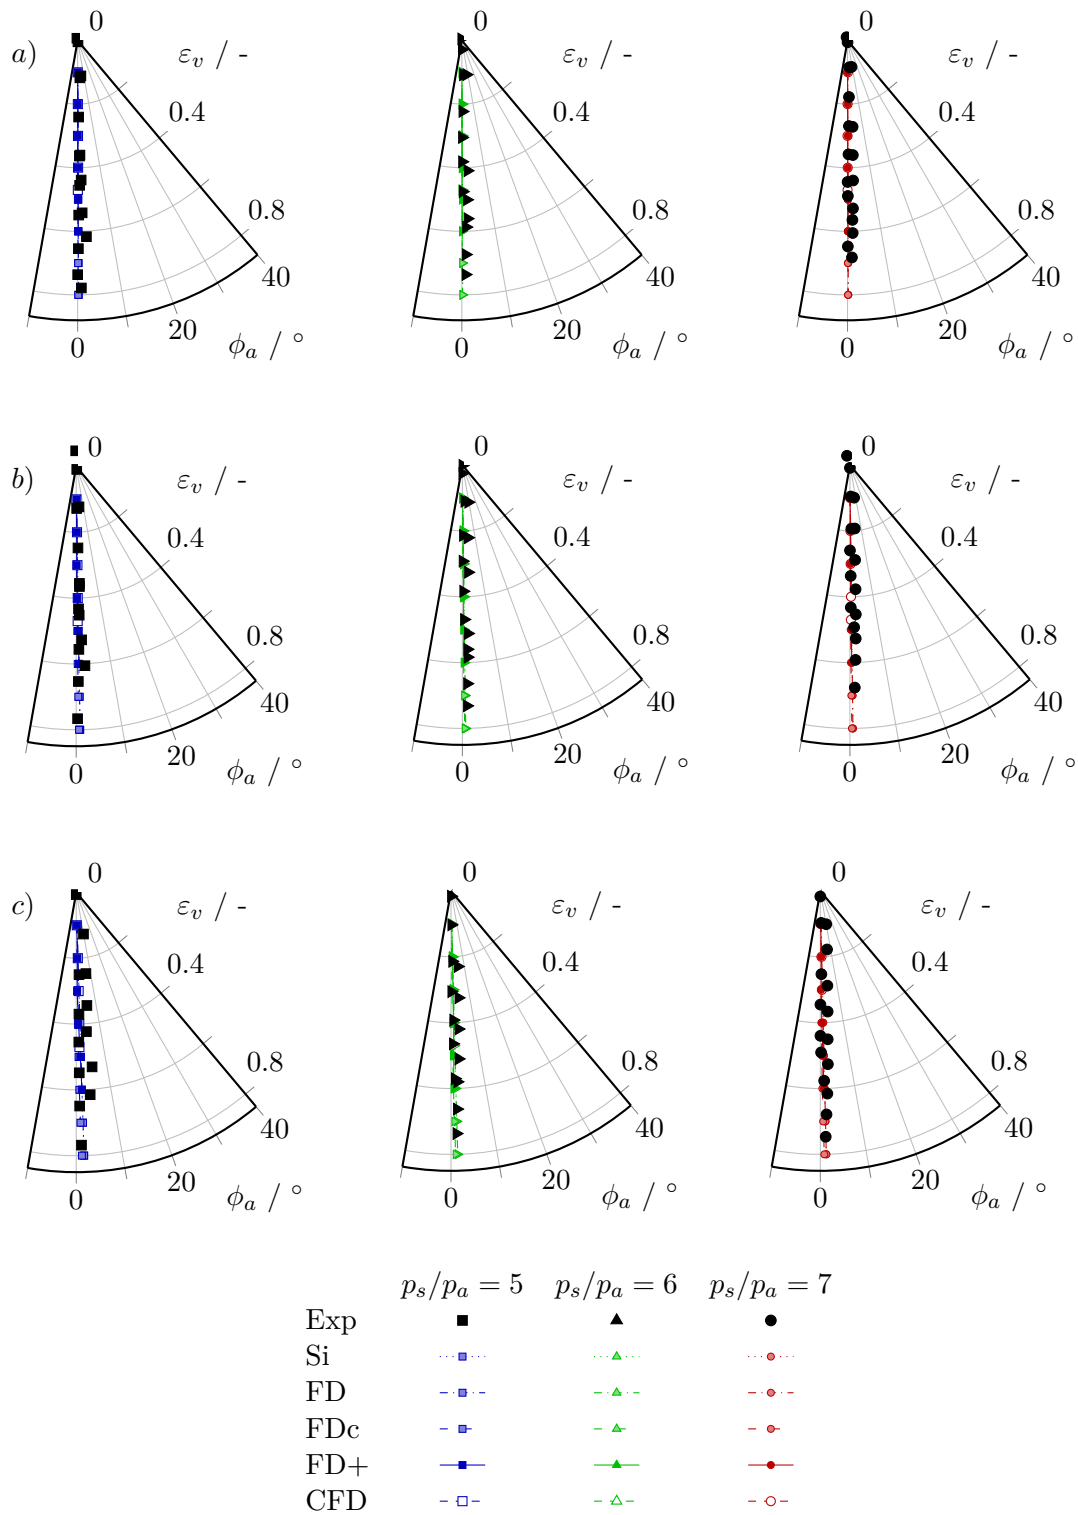 0 0 0
a) εᵥ / - εᵥ / - εᵥ / -
0.4 0.4 0.4
0.8 0.8 0.8
40 40 40
20 20 20
0 ϕₐ / ° 0 ϕₐ / ° 0 ϕₐ / °
0 0 0
b) εᵥ / - εᵥ / - εᵥ / -
0.4 0.4 0.4
0.8 0.8 0.8
40 40 40
20 20 20
0 ϕₐ / ° 0 ϕₐ / ° 0 ϕₐ / °
0 0 0
c) εᵥ / - εᵥ / - εᵥ / -
0.4 0.4 0.4
0.8 0.8 0.8
40 40 40
20 20 20
0 ϕₐ / ° 0 ϕₐ / ° 0 ϕₐ / °
pₛ/pₐ = 5 pₛ/pₐ = 6 pₛ/pₐ = 7
Exp
Si
FD
FDc
FD+
CFD